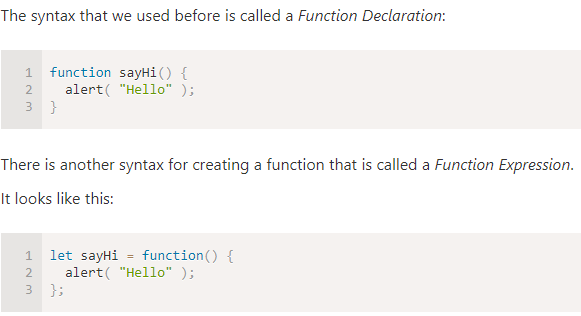 The syntax that we used before is called a Function Declaration:
1 function sayHi() {
2   alert( "Hello" );
3 }
There is another syntax for creating a function that is called a Function Expression.
It looks like this:
1 let sayHi = function() {
2   alert( "Hello" );
3 };